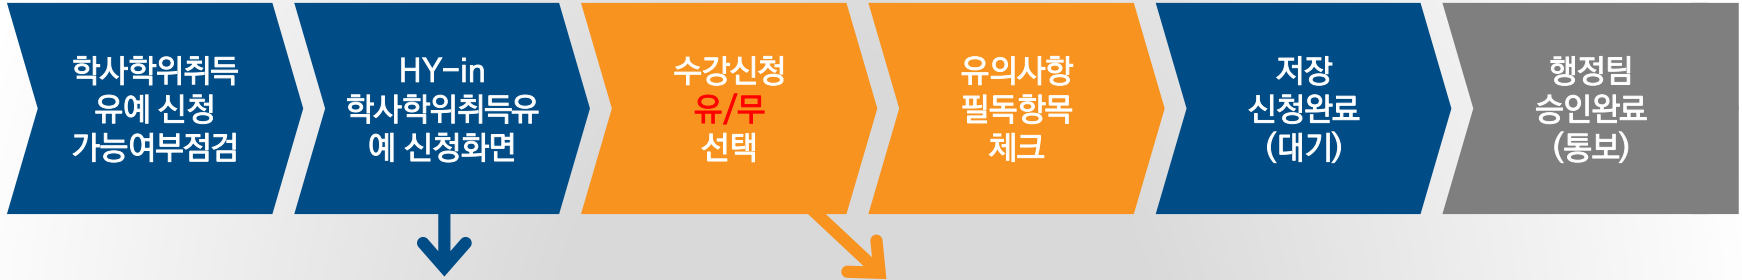 학사학위취득
유예 신청
가능여부점검
HY-in
학사학위취득유
예 신청화면
수강신청
유/무
선택
유의사항
필독항목
체크
저장
신청완료
(대기)
행정팀
승인완료
(통보)